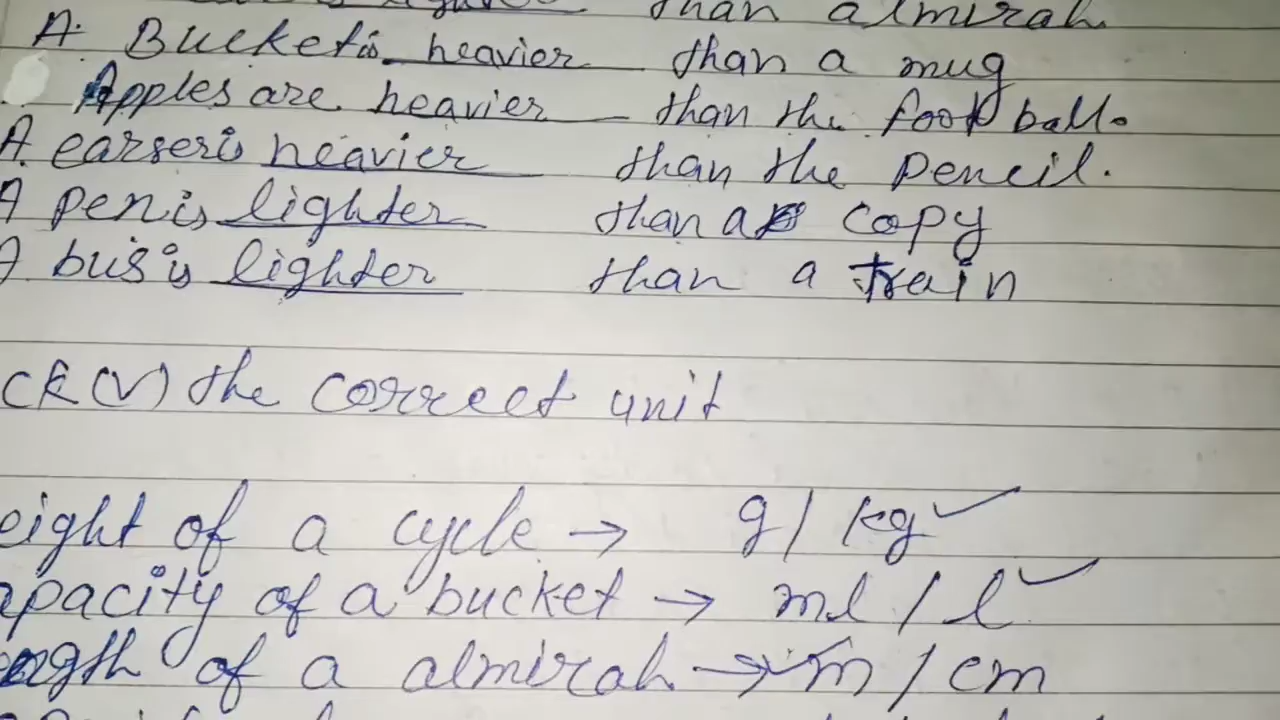 than almirah.
A. Bucket is heavier than a mug
Apples are heavier than the football.
A earser is heavier than the pencil.
A pen is lighter than a copy
A bus is lighter than a train
ck (✓) the correct unit
eight of a cycle → g / kg ✓
apacity of a bucket → ml / l ✓
ength of a almirah → ✓ m / cm